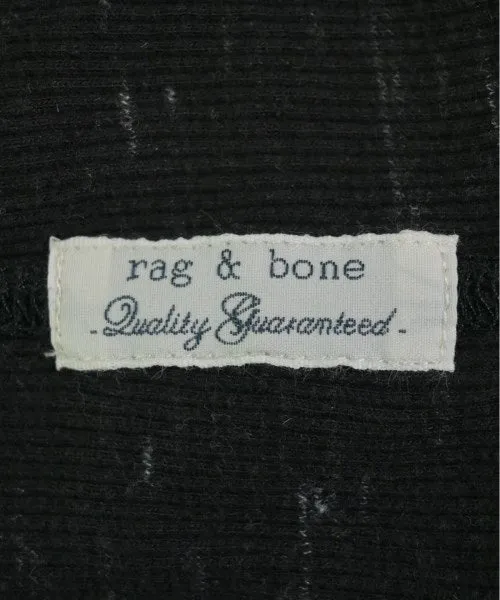 rag & bone
- Quality Guaranteed -